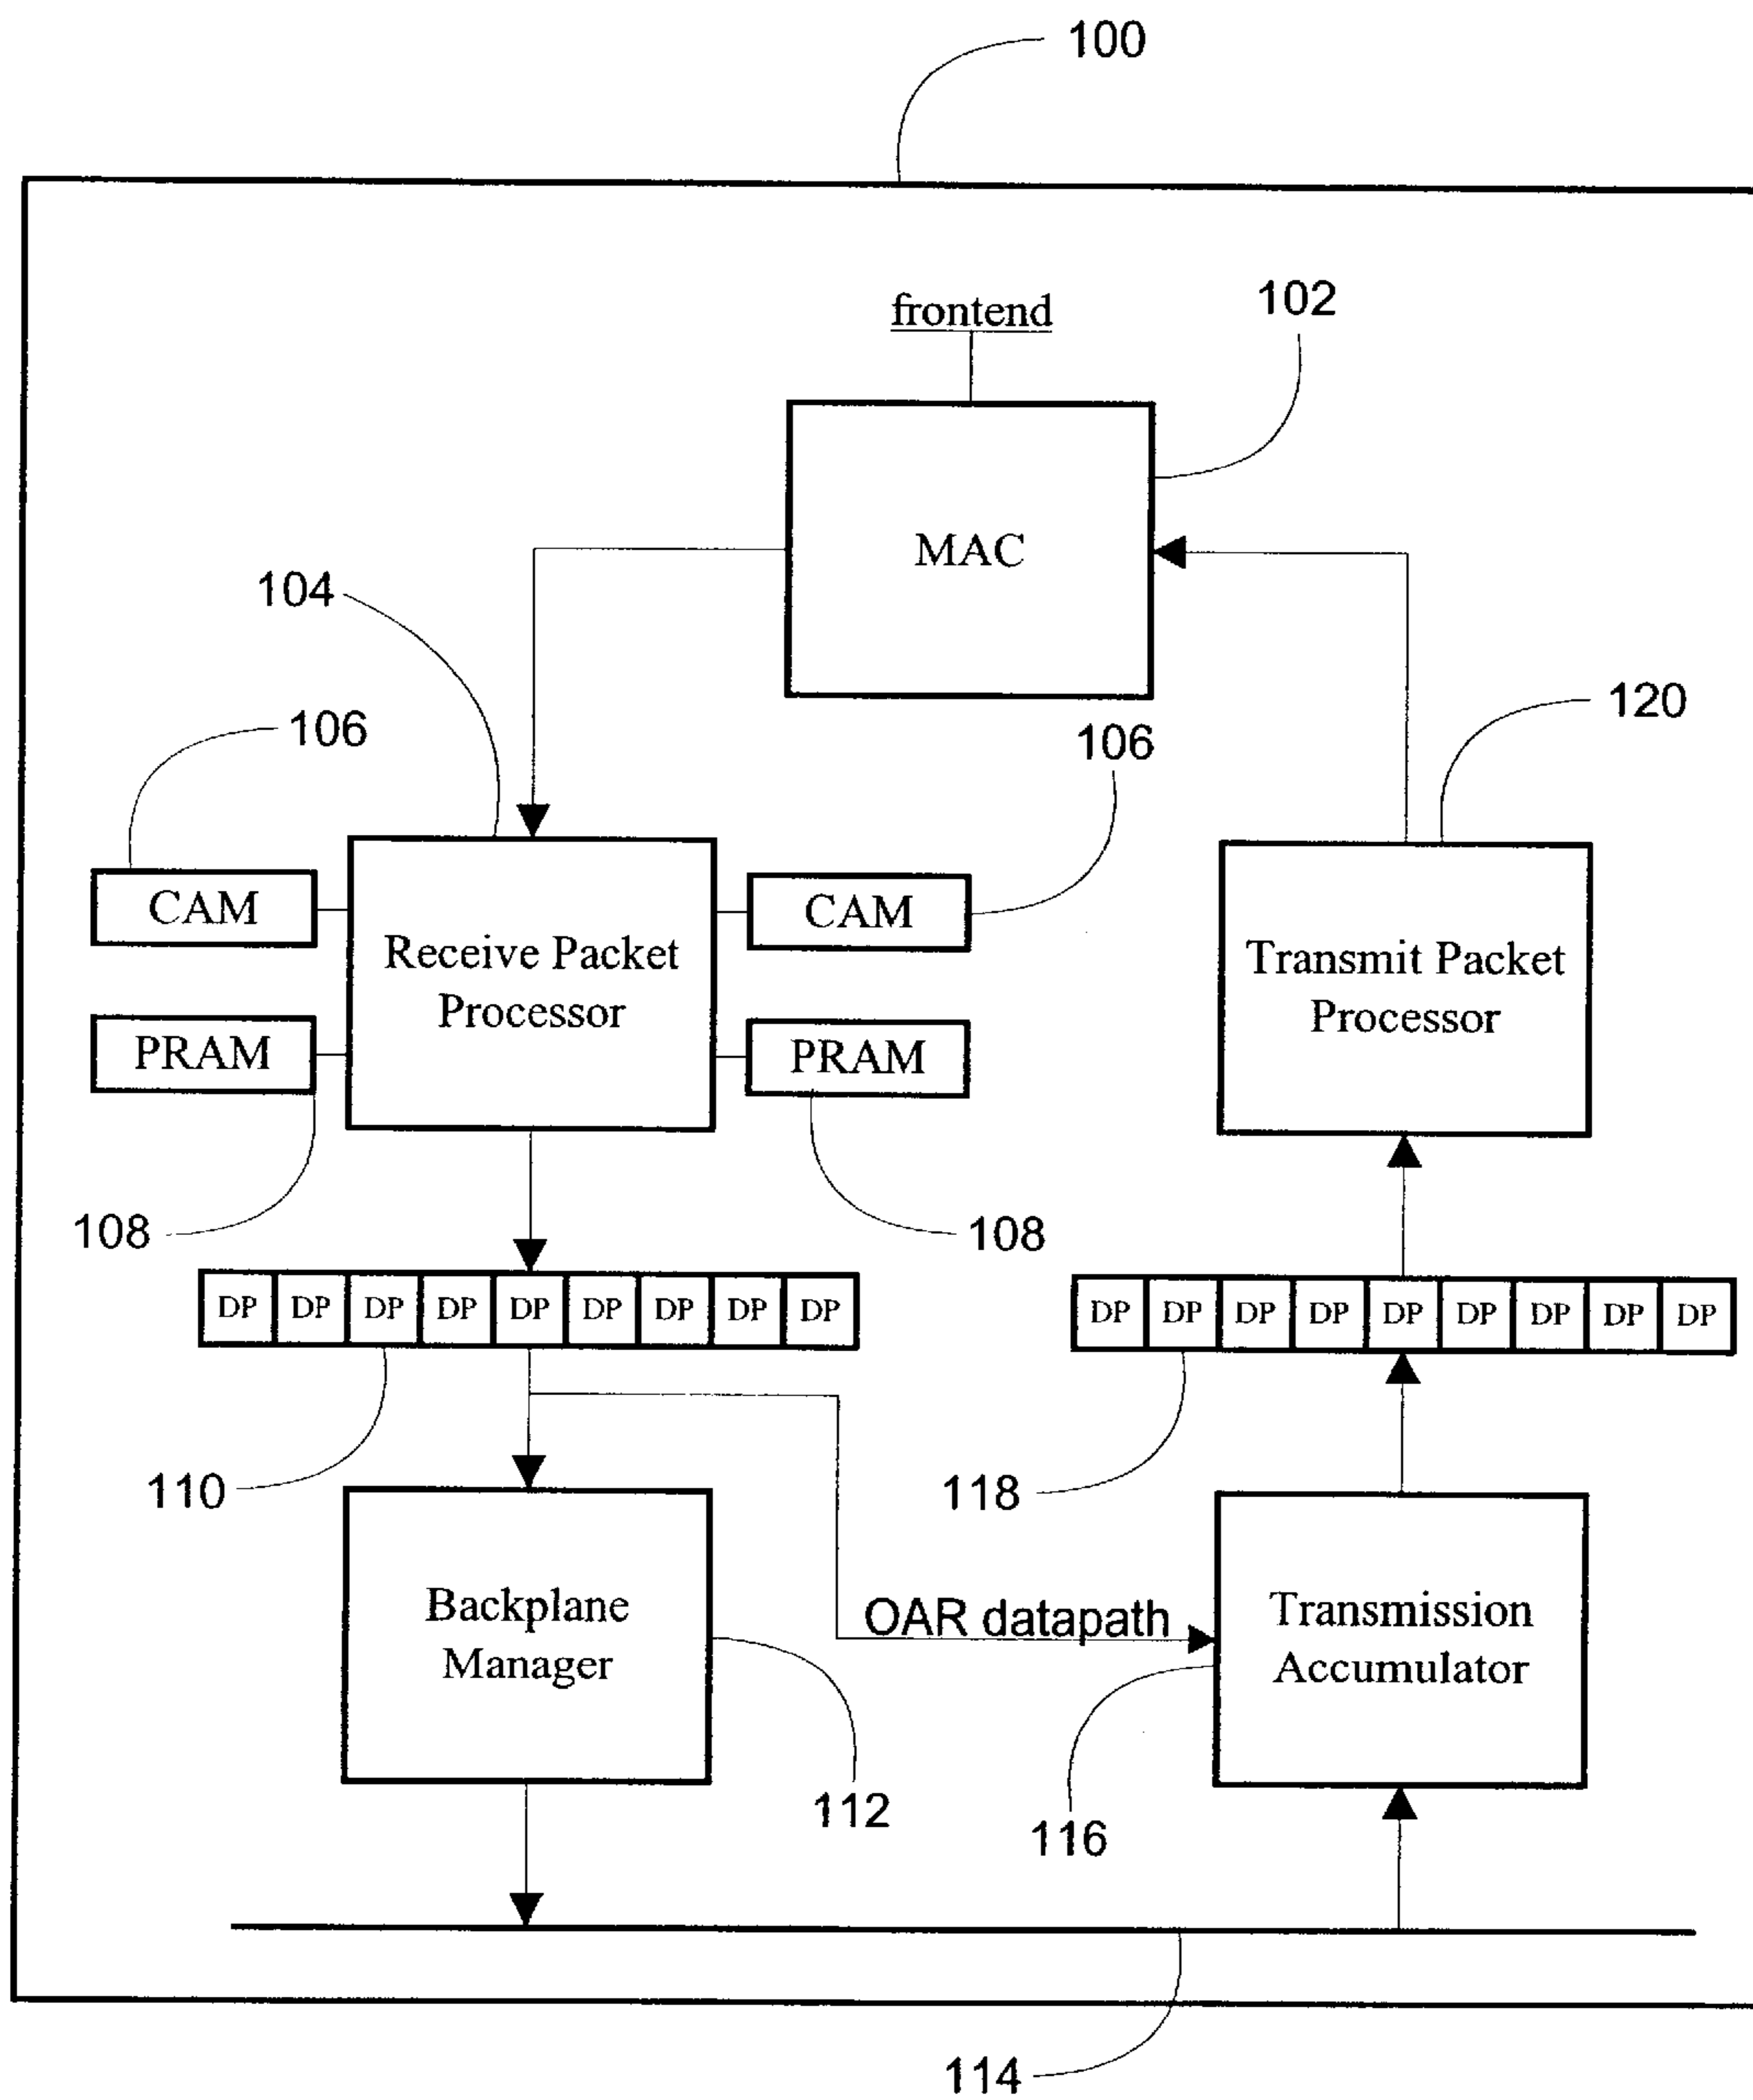 100
frontend
102
MAC
104
106
106
120
CAM
CAM
Receive Packet
Processor
Transmit Packet
Processor
PRAM
PRAM
108
108
DP DP DP DP DP DP DP DP DP
DP DP DP DP DP DP DP DP DP
110
118
Backplane
Manager
OAR datapath
Transmission
Accumulator
112
116
114